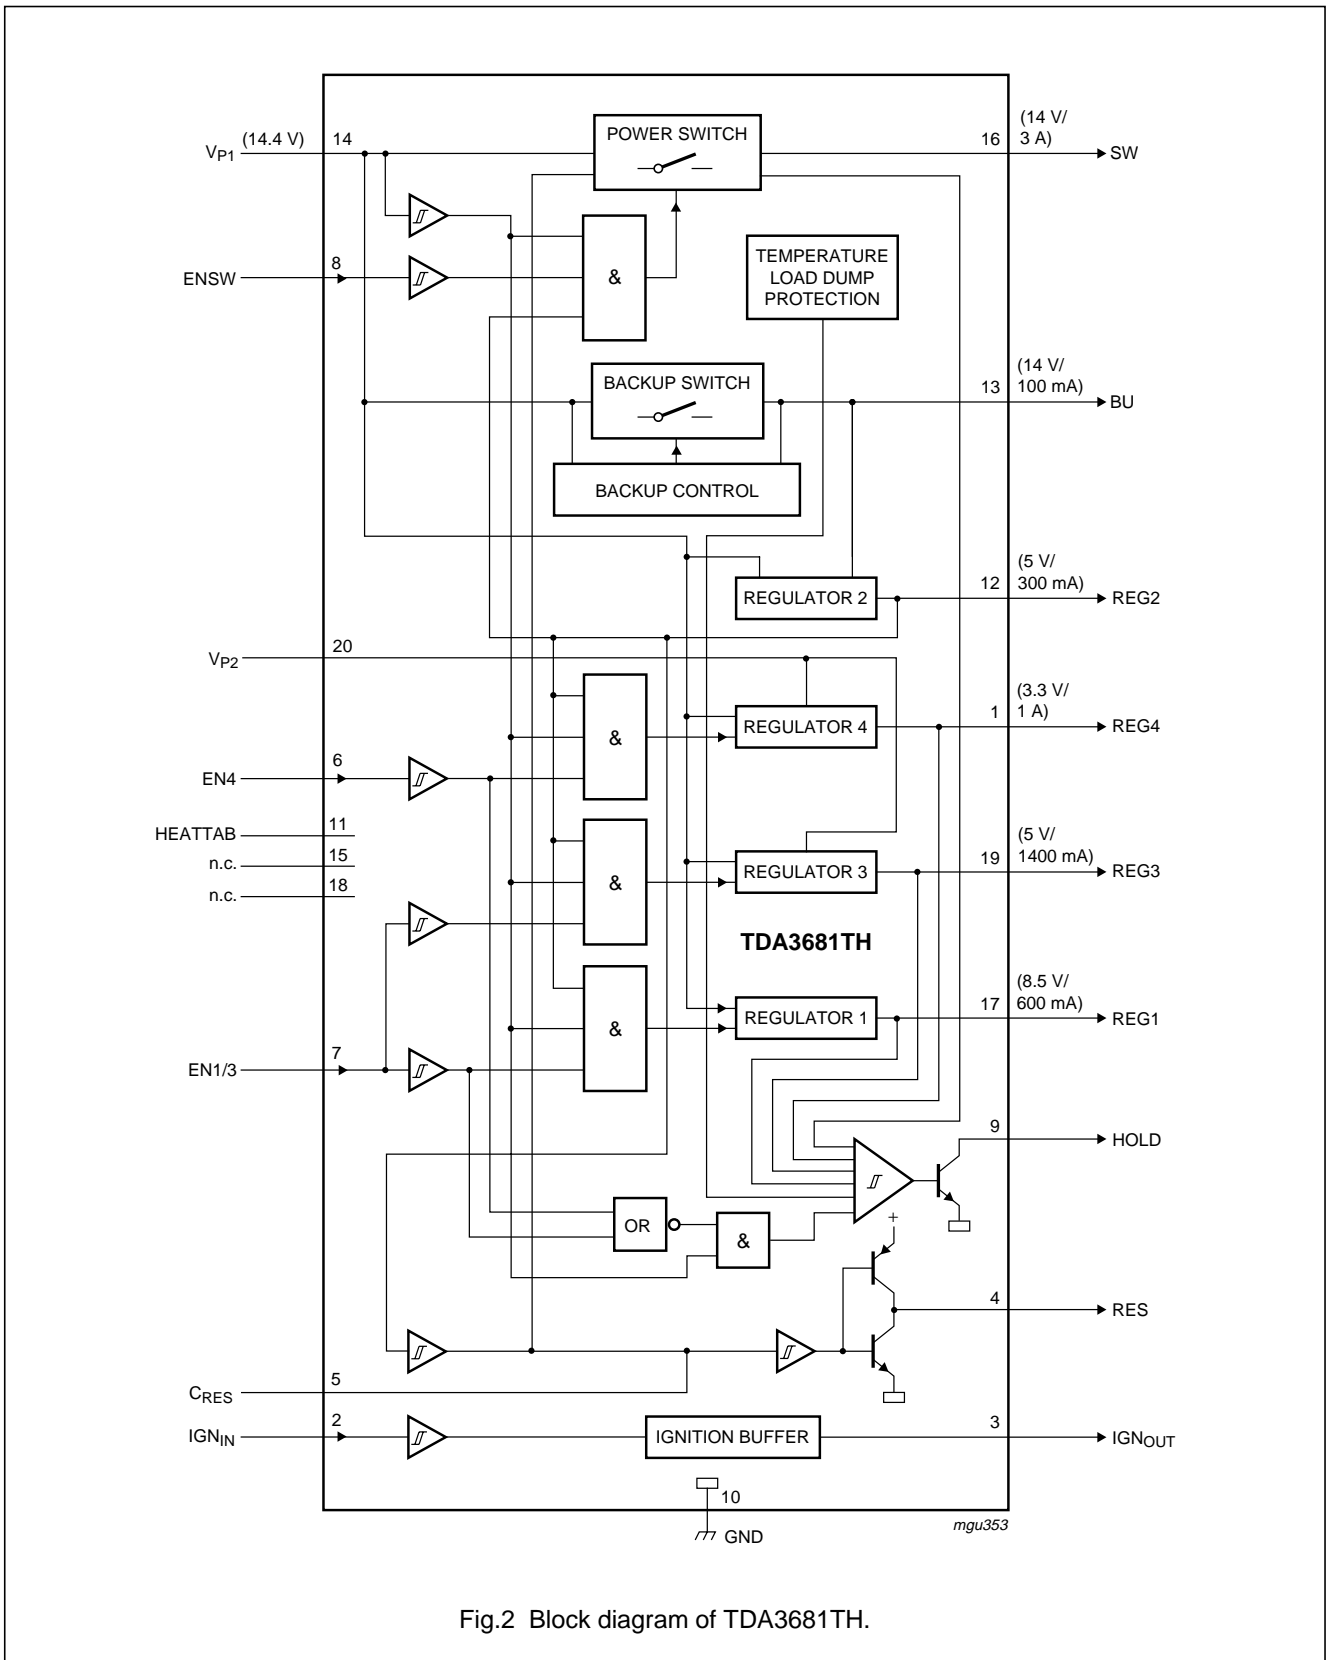 POWER SWITCH
(14 V/
3 A)
VP1 (14.4 V) 14
16 SW
ENSW 8
&
TEMPERATURE
LOAD DUMP
PROTECTION
BACKUP SWITCH
(14 V/
100 mA)
13 BU
BACKUP CONTROL
(5 V/
300 mA)
REGULATOR 2 12 REG2
VP2 20
(3.3 V/
1 A)
& REGULATOR 4 1 REG4
EN4 6
HEATTAB 11
n.c. 15
n.c. 18
(5 V/
1400 mA)
& REGULATOR 3 19 REG3
TDA3681TH
(8.5 V/
600 mA)
& REGULATOR 1 17 REG1
EN1/3 7
9 HOLD
OR &
+
4 RES
CRES 5
IGNIN 2 IGNITION BUFFER 3 IGNOUT
10
GND
mgu353
Fig.2 Block diagram of TDA3681TH.